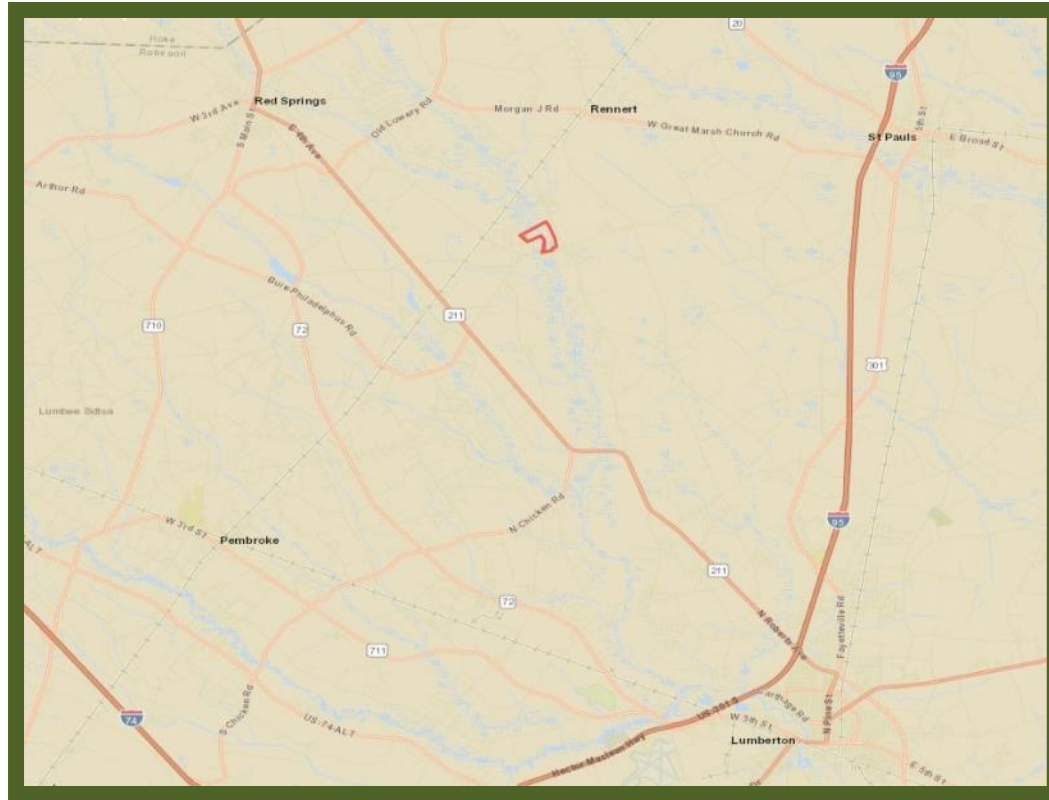 20
Hoke
Robeson
95
Red Springs
W 3rd Ave
Old Lowery Rd
Morgan J Rd
Rennert
W Great Marsh Church Rd
5th St
St Pauls
E Broad St
S Main St
E 4th Ave
Arthur Rd
Buie Philadelphus Rd
211
710
72
301
N Chicken Rd
95
W 3rd St
Pembroke
ALT
211
72
711
N Roberts Ave
Fayetteville Rd
S Chicken Rd
74
US-74-ALT
US-301 S
Carthage Rd
W 5th St
N Pine St
Lumberton
Hector Maclean Hwy
E 5th St